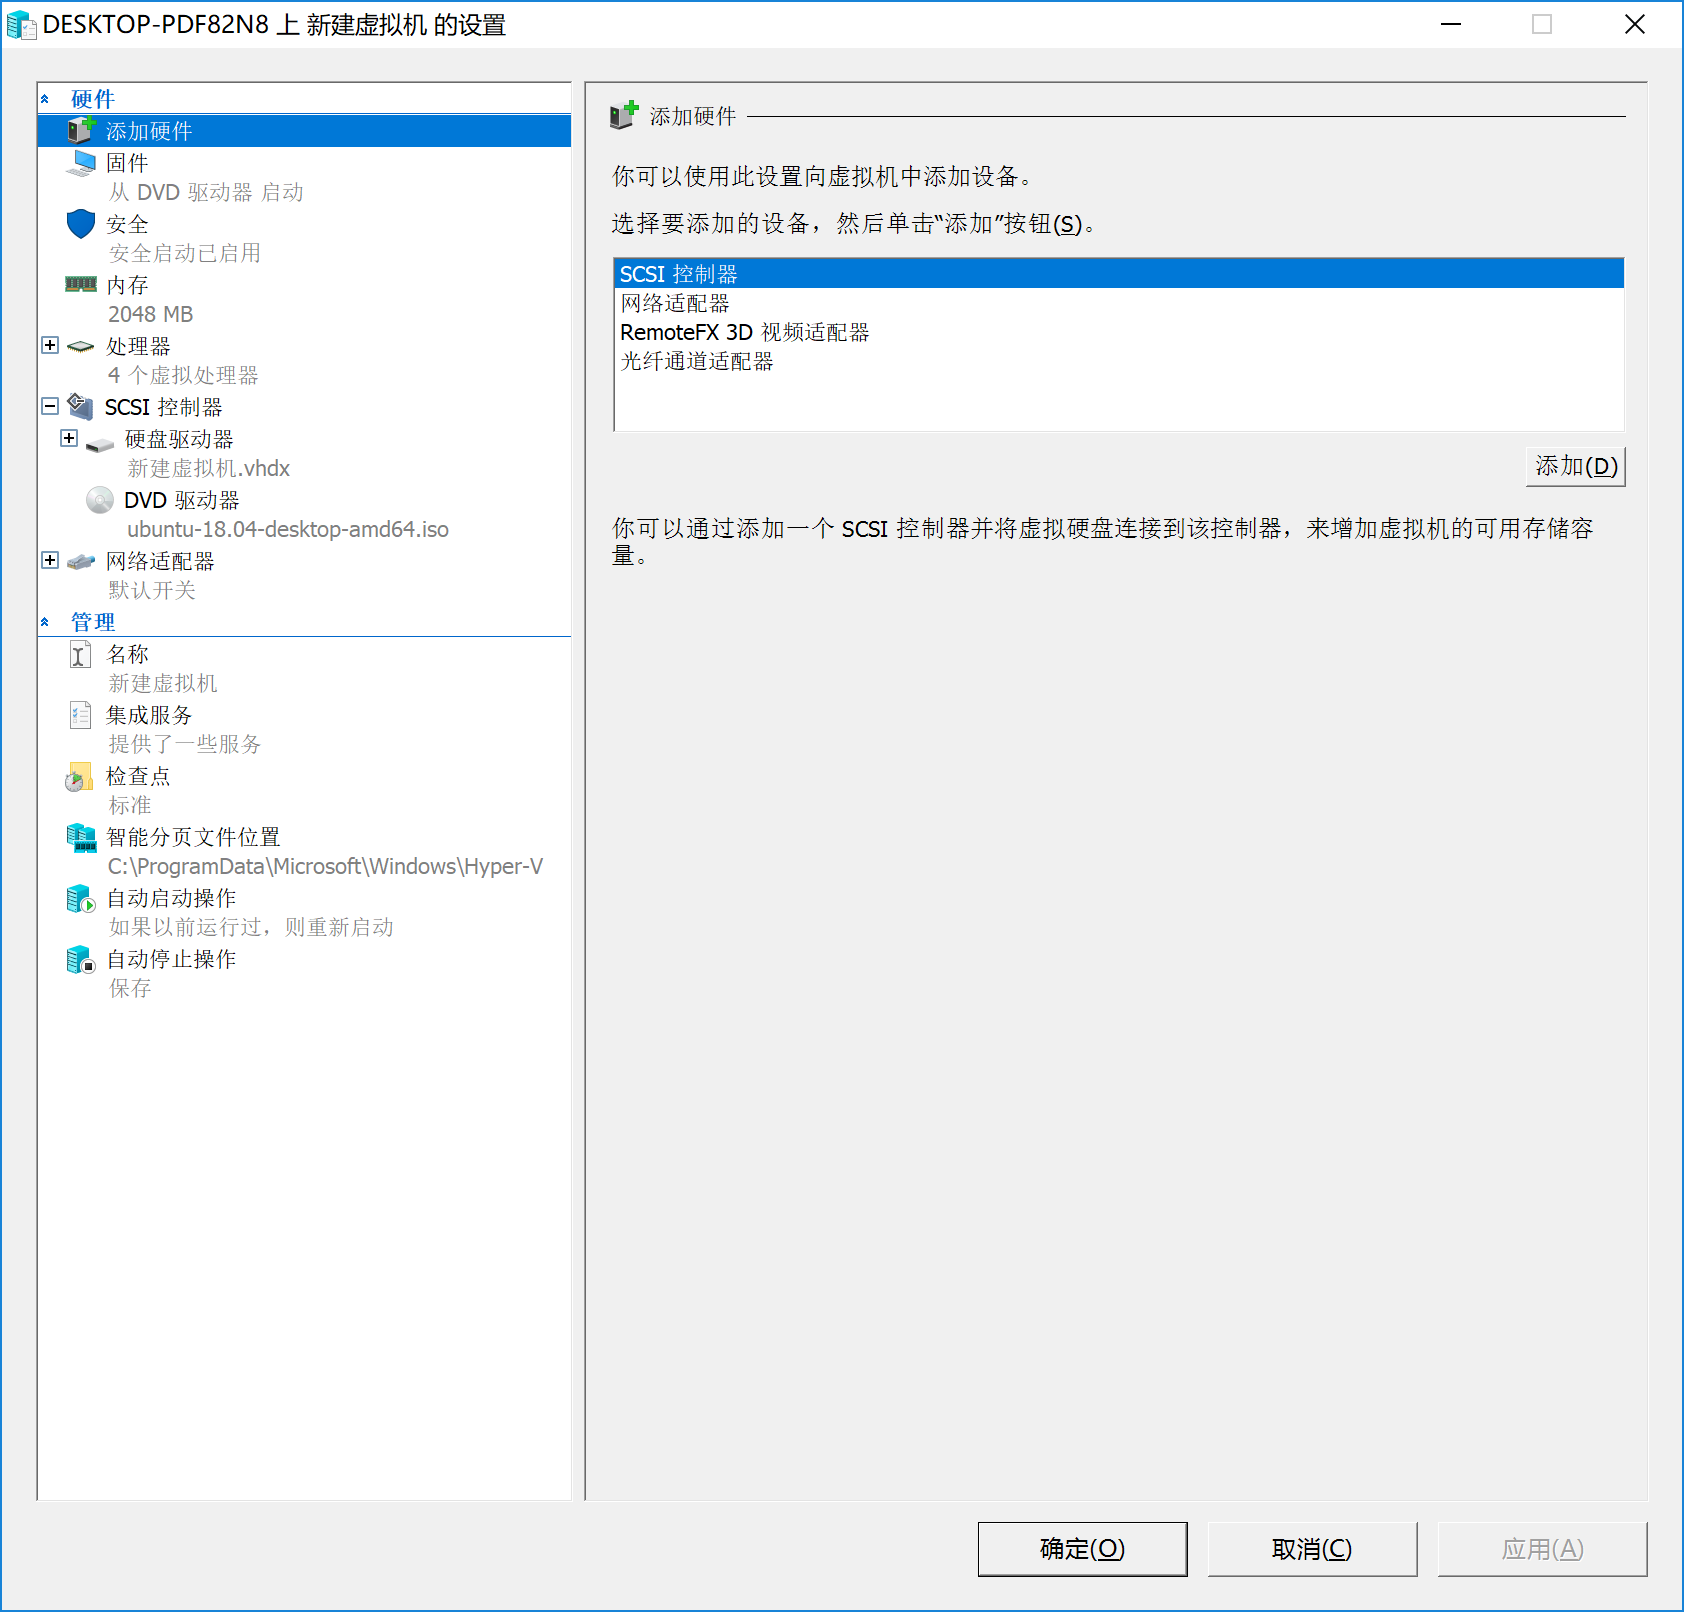 DESKTOP-PDF82N8 上 新建虚拟机 的设置
硬件
添加硬件
固件
从 DVD 驱动器 启动
安全
安全启动已启用
内存
2048 MB
处理器
4 个虚拟处理器
SCSI 控制器
硬盘驱动器
新建虚拟机.vhdx
DVD 驱动器
ubuntu-18.04-desktop-amd64.iso
网络适配器
默认开关
管理
名称
新建虚拟机
集成服务
提供了一些服务
检查点
标准
智能分页文件位置
C:\ProgramData\Microsoft\Windows\Hyper-V
自动启动操作
如果以前运行过，则重新启动
自动停止操作
保存
添加硬件
你可以使用此设置向虚拟机中添加设备。
选择要添加的设备，然后单击“添加”按钮(S)。
SCSI 控制器
网络适配器
RemoteFX 3D 视频适配器
光纤通道适配器
添加(D)
你可以通过添加一个 SCSI 控制器并将虚拟硬盘连接到该控制器，来增加虚拟机的可用存储容
量。
确定(O)
取消(C)
应用(A)